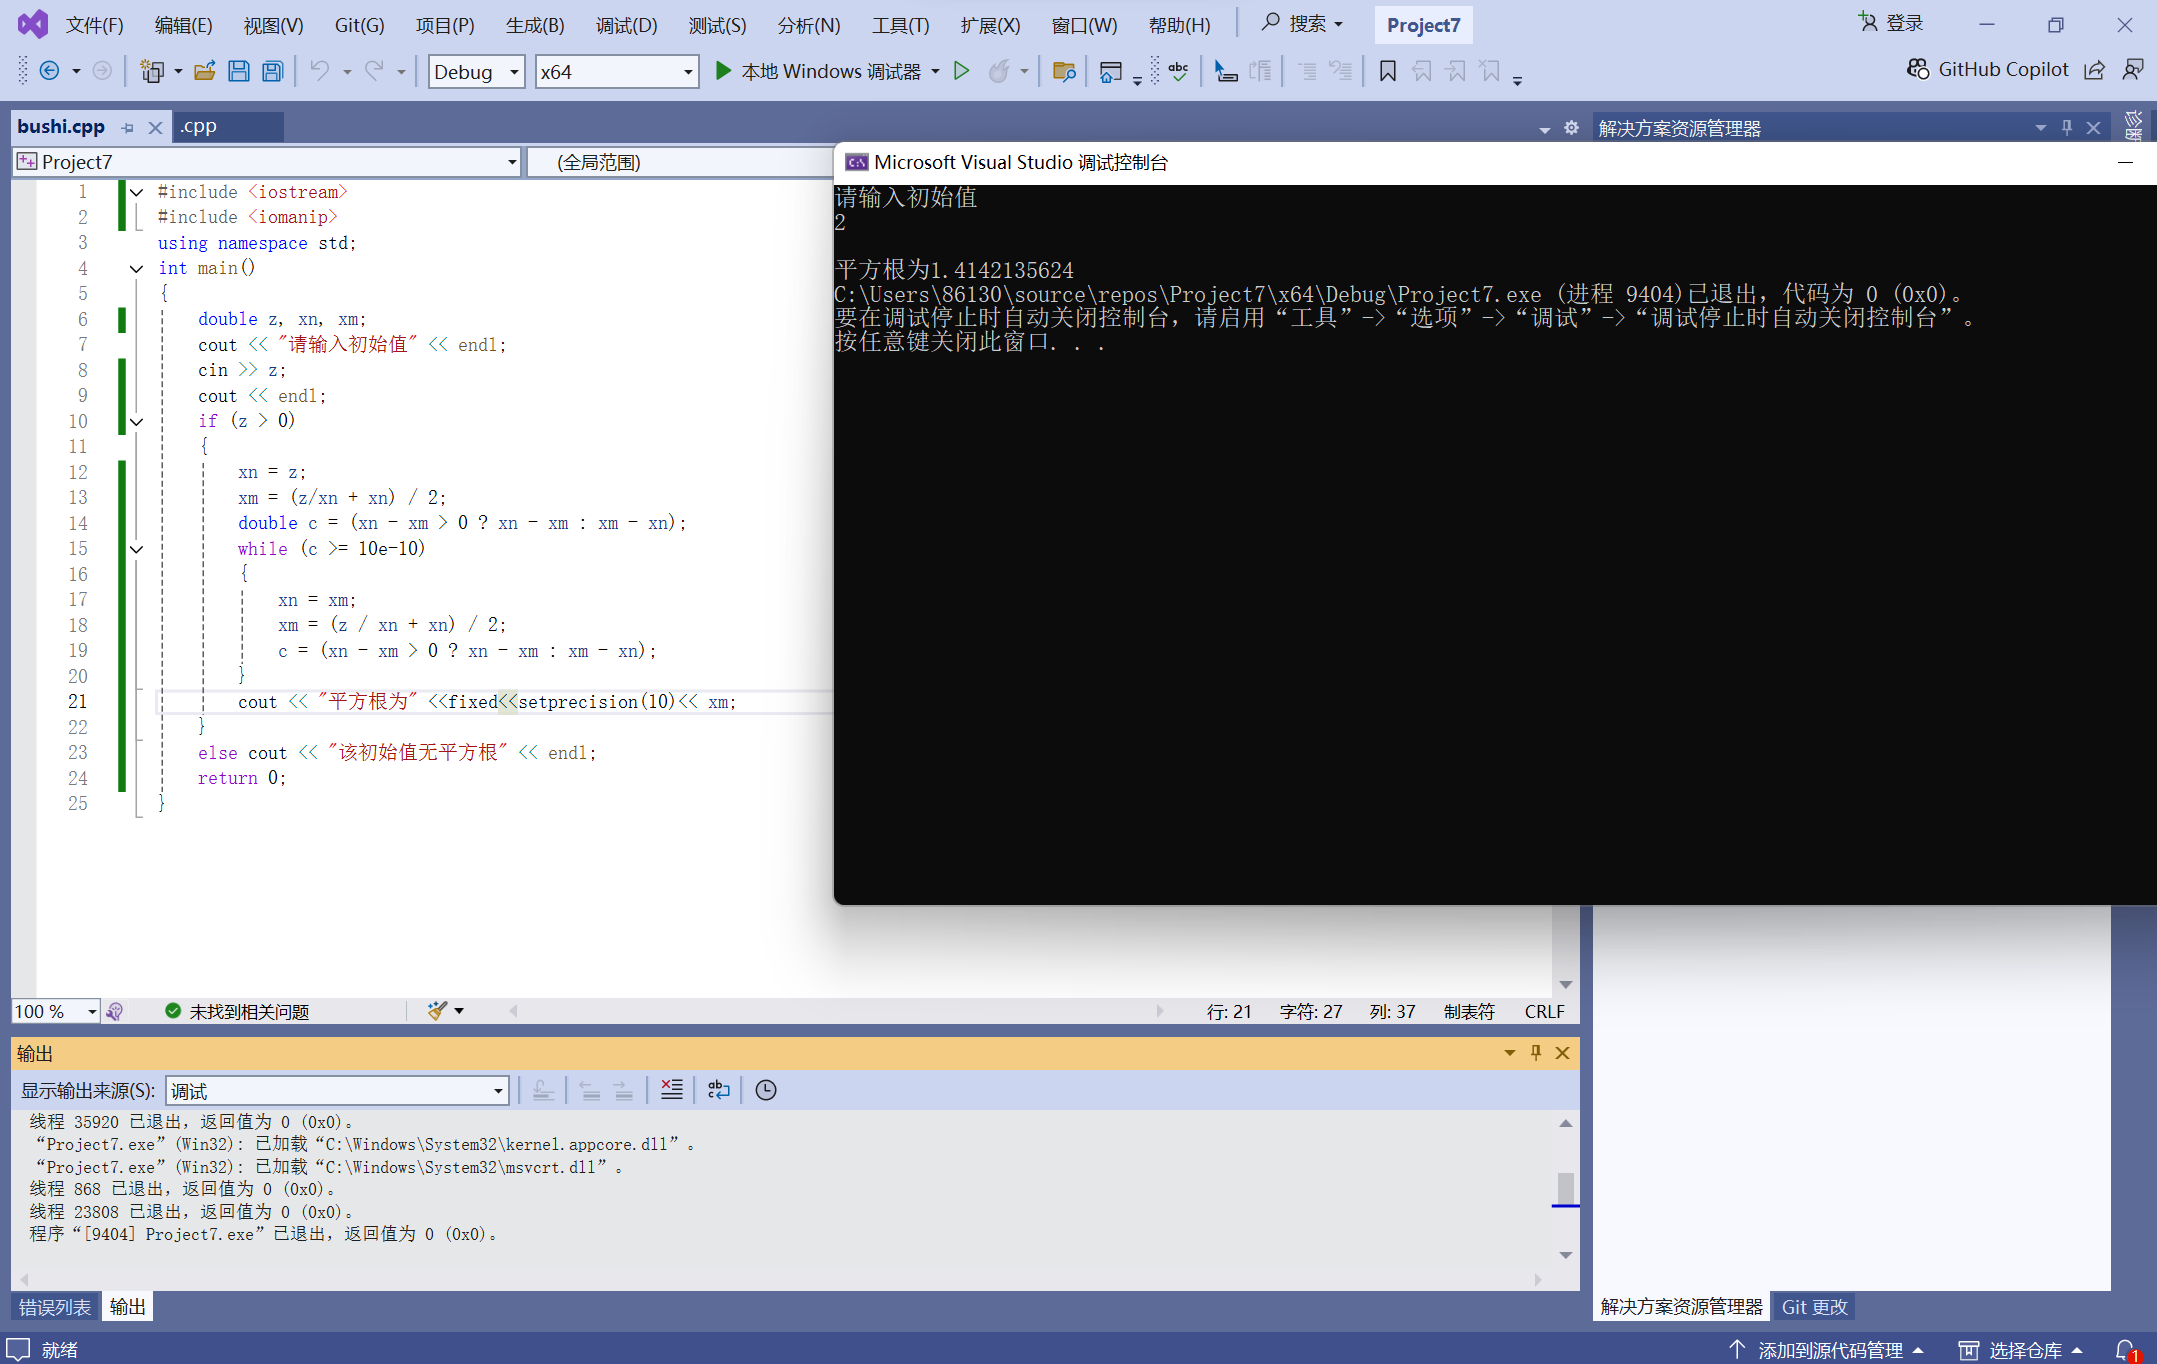 文件(F) 编辑(E) 视图(V) Git(G) 项目(P) 生成(B) 调试(D) 测试(S) 分析(N) 工具(T) 扩展(X) 窗口(W) 帮助(H) 搜索 Project7 登录
Debug x64 本地 Windows 调试器 abc GitHub Copilot
bushi.cpp .cpp
解决方案资源管理器
诊断
Project7 (全局范围)
1 #include <iostream>
2 #include <iomanip>
3 using namespace std;
4 int main()
5 {
6 double z, xn, xm;
7 cout << "请输入初始值" << endl;
8 cin >> z;
9 cout << endl;
10 if (z > 0)
11 {
12 xn = z;
13 xm = (z/xn + xn) / 2;
14 double c = (xn - xm > 0 ? xn - xm : xm - xn);
15 while (c >= 10e-10)
16 {
17 xn = xm;
18 xm = (z / xn + xn) / 2;
19 c = (xn - xm > 0 ? xn - xm : xm - xn);
20 }
21 cout << "平方根为" <<fixed<<setprecision(10)<< xm;
22 }
23 else cout << "该初始值无平方根" << endl;
24 return 0;
25 }
Microsoft Visual Studio 调试控制台
请输入初始值
2
平方根为1.4142135624
C:\Users\86130\source\repos\Project7\x64\Debug\Project7.exe (进程 9404)已退出，代码为 0 (0x0)。
要在调试停止时自动关闭控制台，请启用“工具”->“选项”->“调试”->“调试停止时自动关闭控制台”。
按任意键关闭此窗口. . .
100 % 未找到相关问题 行: 21 字符: 27 列: 37 制表符 CRLF
输出
显示输出来源(S): 调试
线程 35920 已退出，返回值为 0 (0x0)。
“Project7.exe”(Win32): 已加载“C:\Windows\System32\kernel.appcore.dll”。
“Project7.exe”(Win32): 已加载“C:\Windows\System32\msvcrt.dll”。
线程 868 已退出，返回值为 0 (0x0)。
线程 23808 已退出，返回值为 0 (0x0)。
程序“[9404] Project7.exe”已退出，返回值为 0 (0x0)。
错误列表 输出
解决方案资源管理器 Git 更改
就绪 添加到源代码管理 选择仓库 1